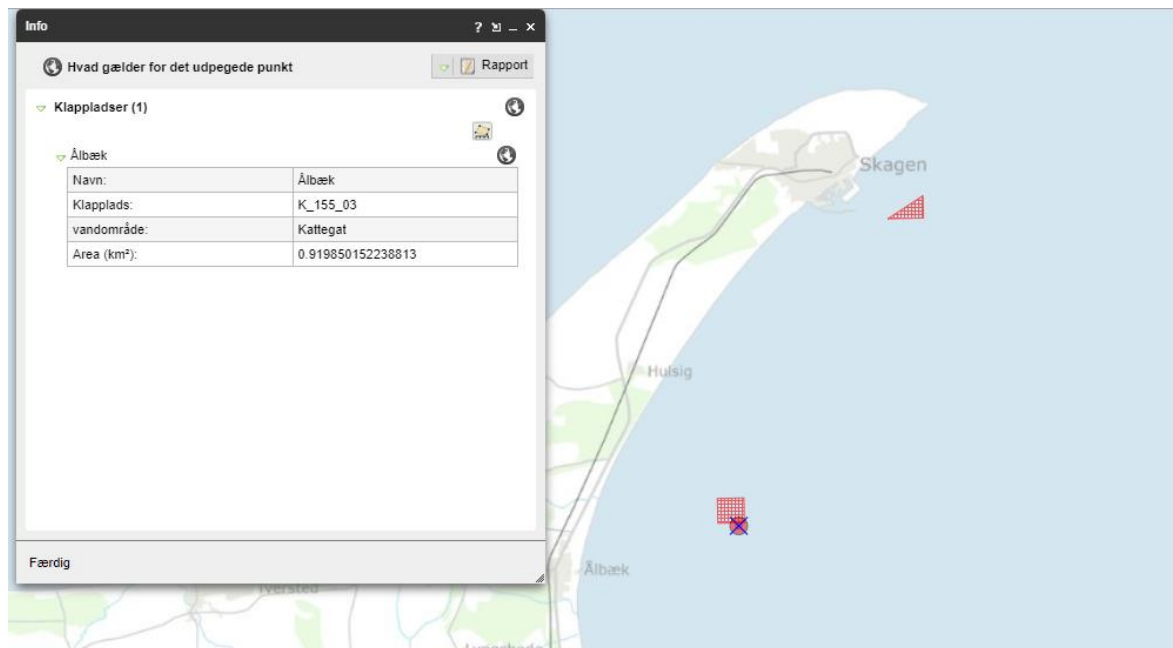 Info
Hvad gælder for det udpegede punkt
Rapport
Klappladser (1)
Ålbæk
Navn: Ålbæk
Klapplads: K_155_03
vandområde: Kattegat
Area (km²): 0.919850152238813
Færdig
Skagen
Hulsig
Ålbæk